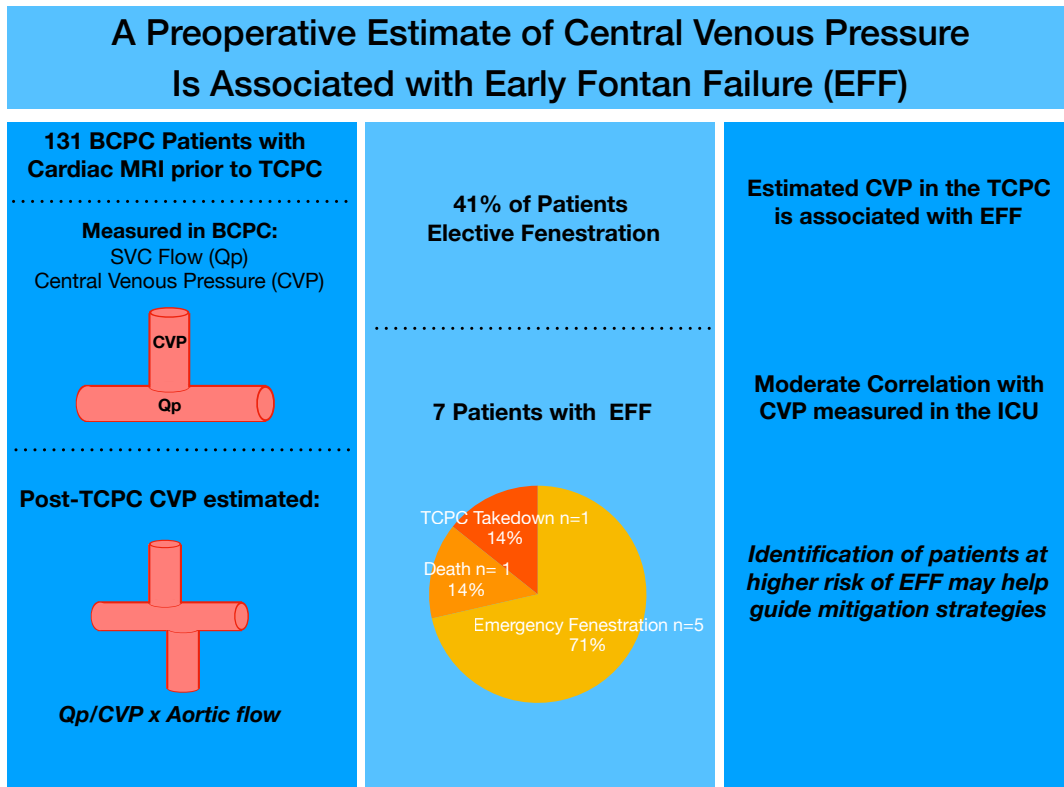 A Preoperative Estimate of Central Venous Pressure
Is Associated with Early Fontan Failure (EFF)
131 BCPC Patients with
Cardiac MRI prior to TCPC
Measured in BCPC:
SVC Flow (Qp)
Central Venous Pressure (CVP)
CVP
Qp
Post-TCPC CVP estimated:
Qp/CVP x Aortic flow
41% of Patients
Elective Fenestration
7 Patients with EFF
TCPC Takedown n=1
14%
Death n= 1
14%
Emergency Fenestration n=5
71%
Estimated CVP in the TCPC
is associated with EFF
Moderate Correlation with
CVP measured in the ICU
Identification of patients at
higher risk of EFF may help
guide mitigation strategies